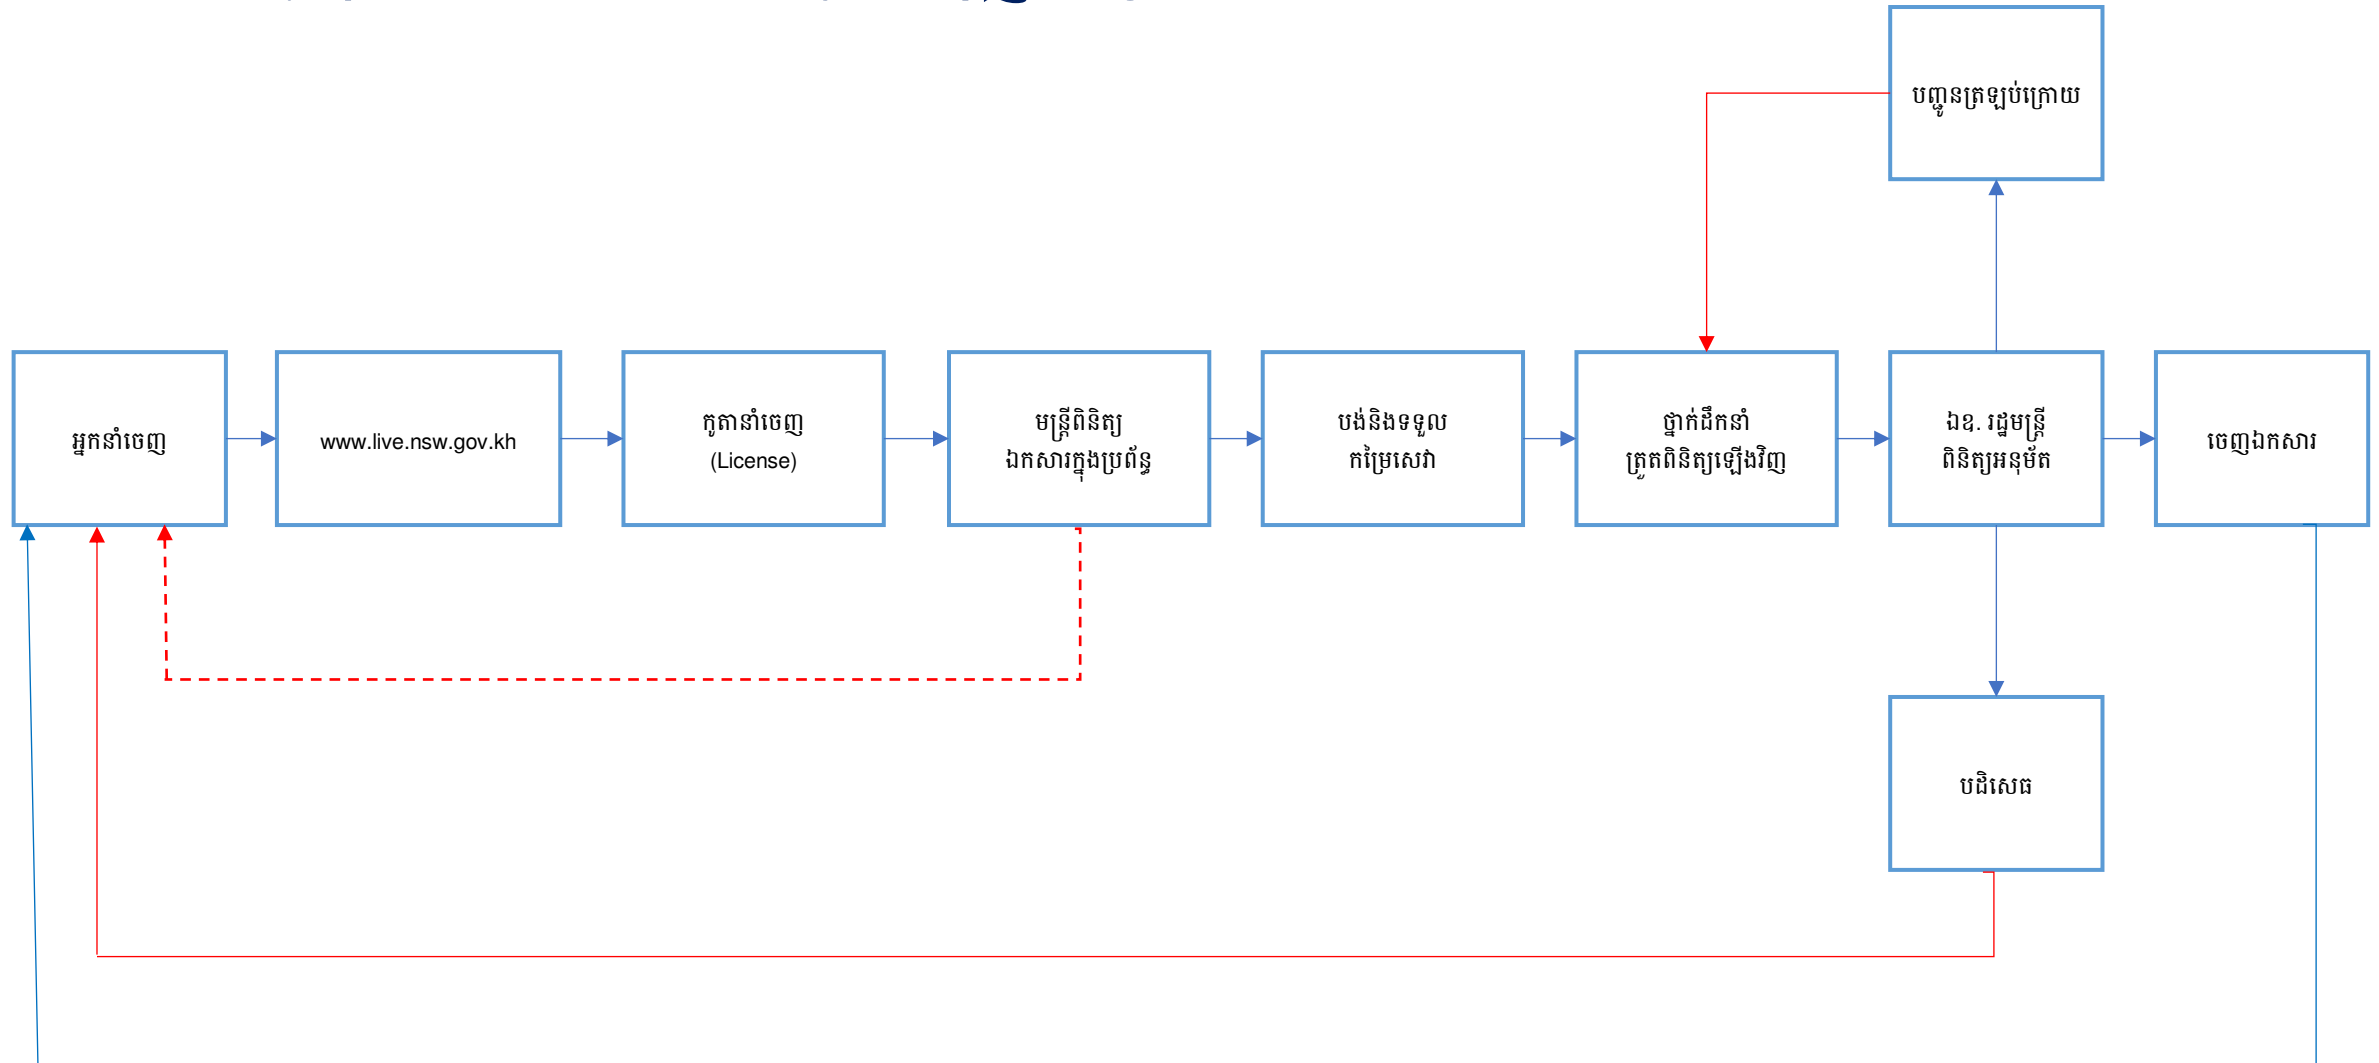 បញ្ជូនត្រឡប់ក្រោយ
អ្នកនាំចេញ
www.live.nsw.gov.kh
កូតានាំចេញ
(License)
មន្ត្រីពិនិត្យ
ឯកសារក្នុងប្រព័ន្ធ
បង់និងទទួល
កម្រៃសេវា
ថ្នាក់ដឹកនាំ
ត្រួតពិនិត្យឡើងវិញ
ឯឧ. រដ្ឋមន្ត្រី
ពិនិត្យអនុម័ត
ចេញឯកសារ
បដិសេធ